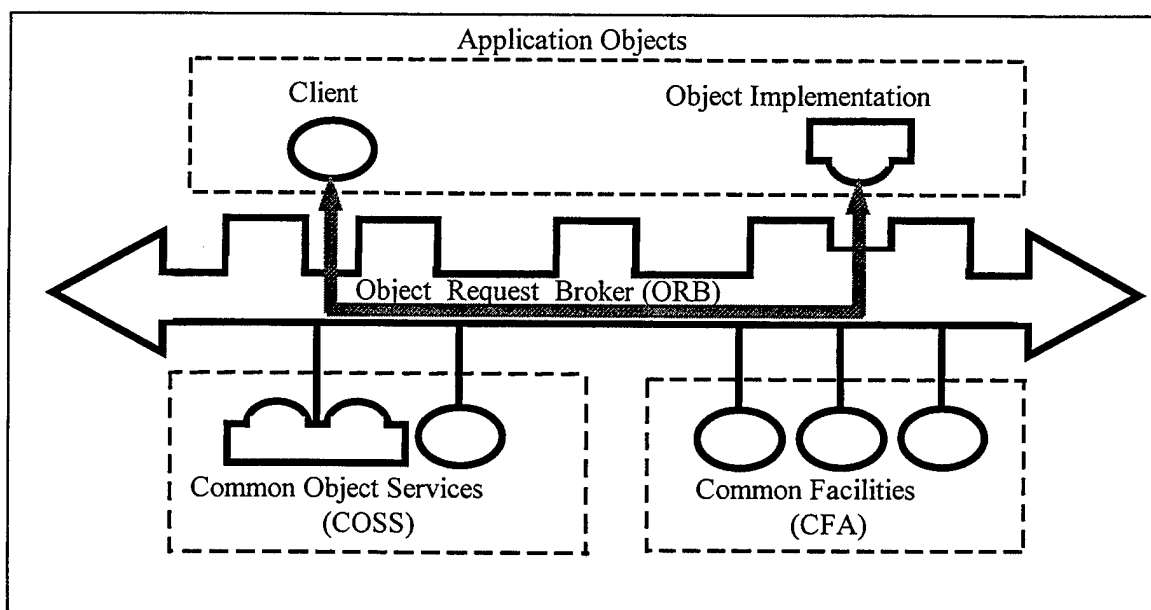 Application Objects
Client
Object Implementation
Object Request Broker (ORB)
Common Object Services
(COSS)
Common Facilities
(CFA)